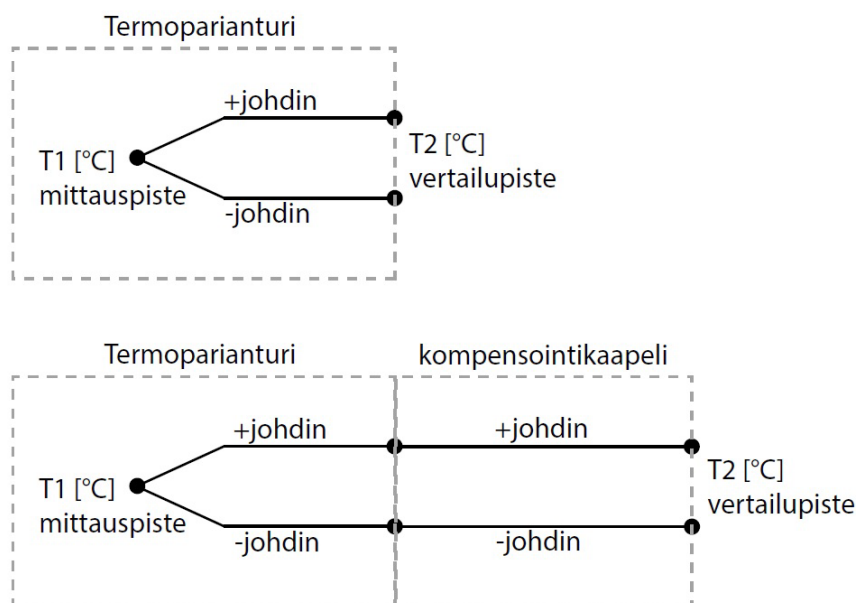 Termoparianturi
+johdin
T1 [°C]
mittauspiste
T2 [°C]
vertailupiste
-johdin
Termoparianturi
kompensointikaapeli
+johdin
+johdin
T1 [°C]
mittauspiste
T2 [°C]
vertailupiste
-johdin
-johdin